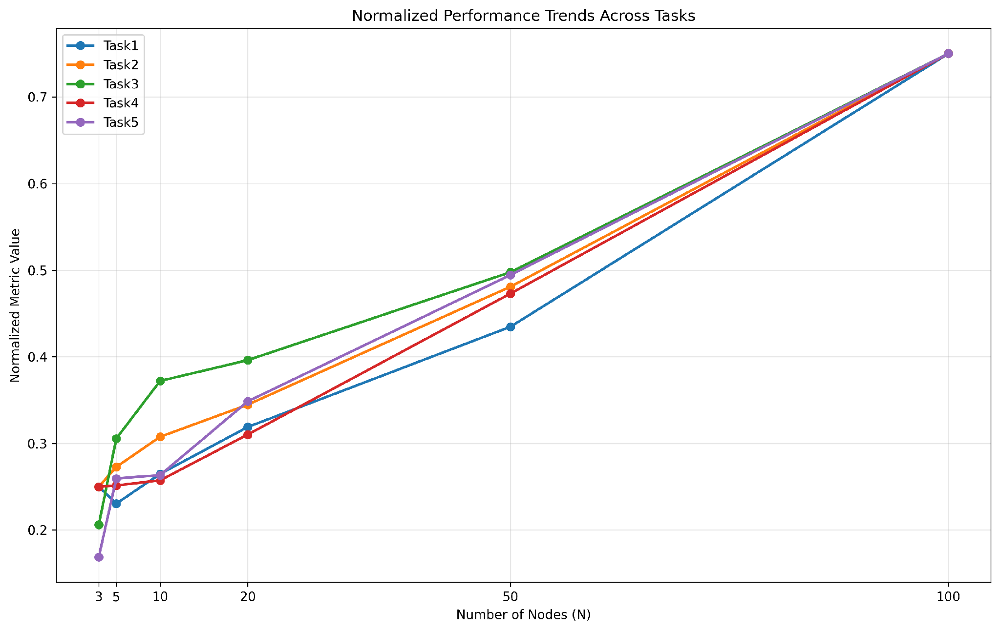 Normalized Performance Trends Across Tasks
Task1
Task2
Task3
Task4
Task5
0.7
0.6
0.5
0.4
0.3
0.2
Normalized Metric Value
3 5 10 20 50 100
Number of Nodes (N)